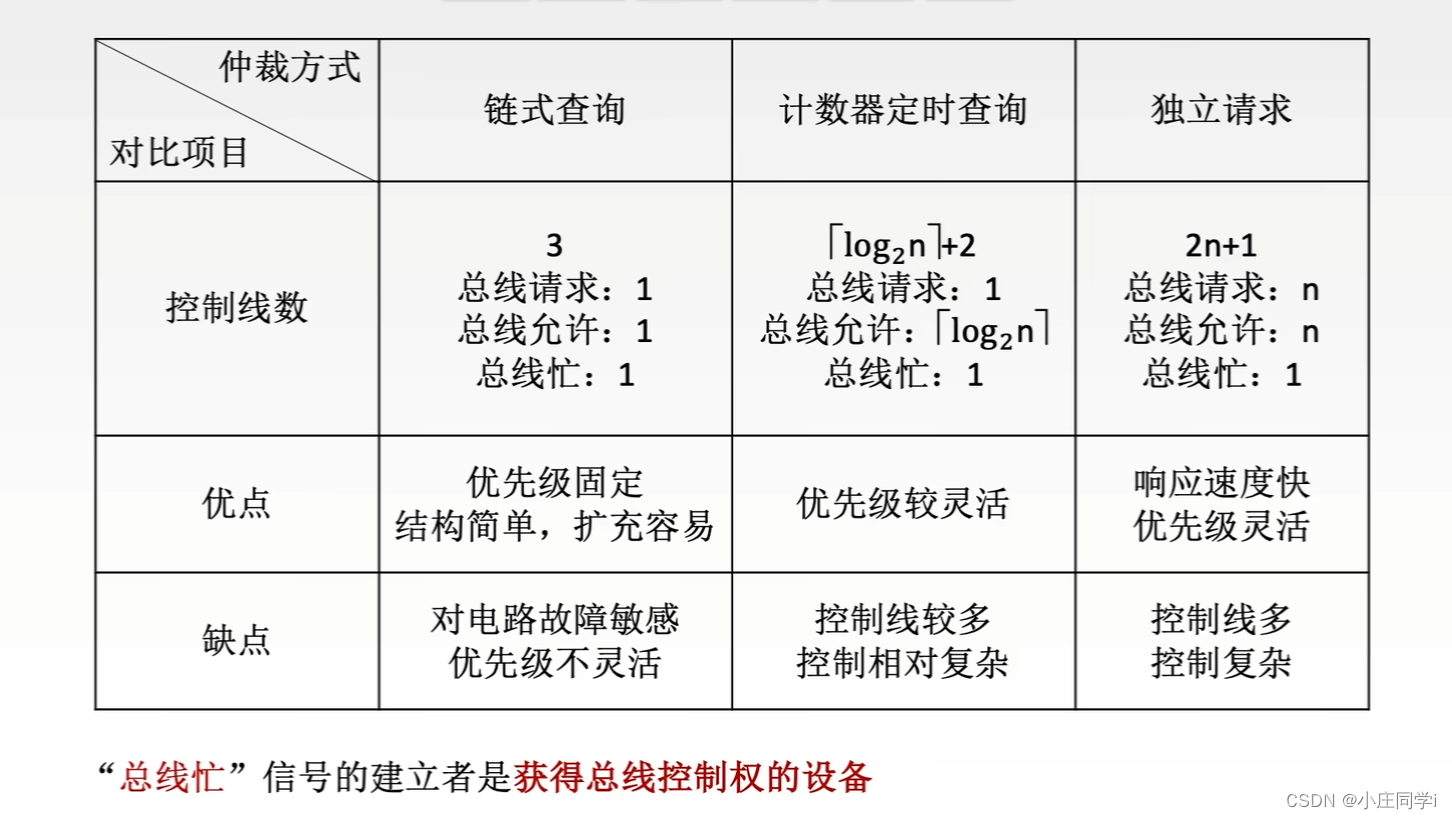 仲裁方式
对比项目
链式查询
计数器定时查询
独立请求
控制线数
3
总线请求：1
总线允许：1
总线忙：1
⌈log₂n⌉+2
总线请求：1
总线允许：⌈log₂n⌉
总线忙：1
2n+1
总线请求：n
总线允许：n
总线忙：1
优点
优先级固定
结构简单，扩充容易
优先级较灵活
响应速度快
优先级灵活
缺点
对电路故障敏感
优先级不灵活
控制线较多
控制相对复杂
控制线多
控制复杂
“总线忙”信号的建立者是获得总线控制权的设备
CSDN @小庄同学i